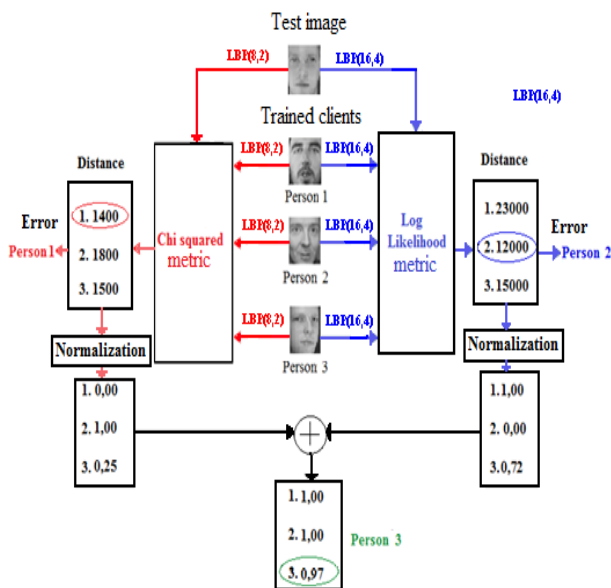 Test image
LBP(8,2) LBP(16,4)
LBP(16,4)
Trained clients
LBP(8,2) LBP(16,4)
Person 1
LBP(8,2) LBP(16,4)
Person 2
LBP(8,2) LBP(16,4)
Person 3
Distance
1. 1400
2. 1800
3. 1500
Error
Person 1
Chi squared
metric
Normalization
1. 0,00
2. 1,00
3. 0,25
Log
Likelihood
metric
Distance
1.23000
2.12000
3.15000
Error
Person 2
Normalization
1.1,00
2. 0,00
3.0,72
+
1. 1,00
2. 1,00
3. 0,97
Person 3